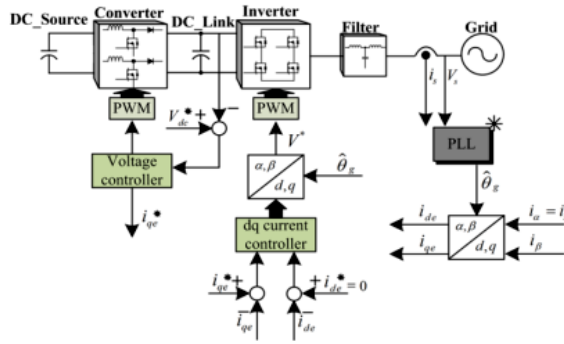 DC_Source
Converter
DC_Link
Inverter
Filter
Grid
PWM
V_dc* +
−
PWM
i_s
V_s
Voltage
controller
V*
α,β
d,q
θ̂_g
PLL
θ̂_g
i_qe*
dq current
controller
i_de
i_qe
α,β
d,q
i_α = i
i_β
i_qe* +
+ i_de* = 0
− i_qe
− i_de